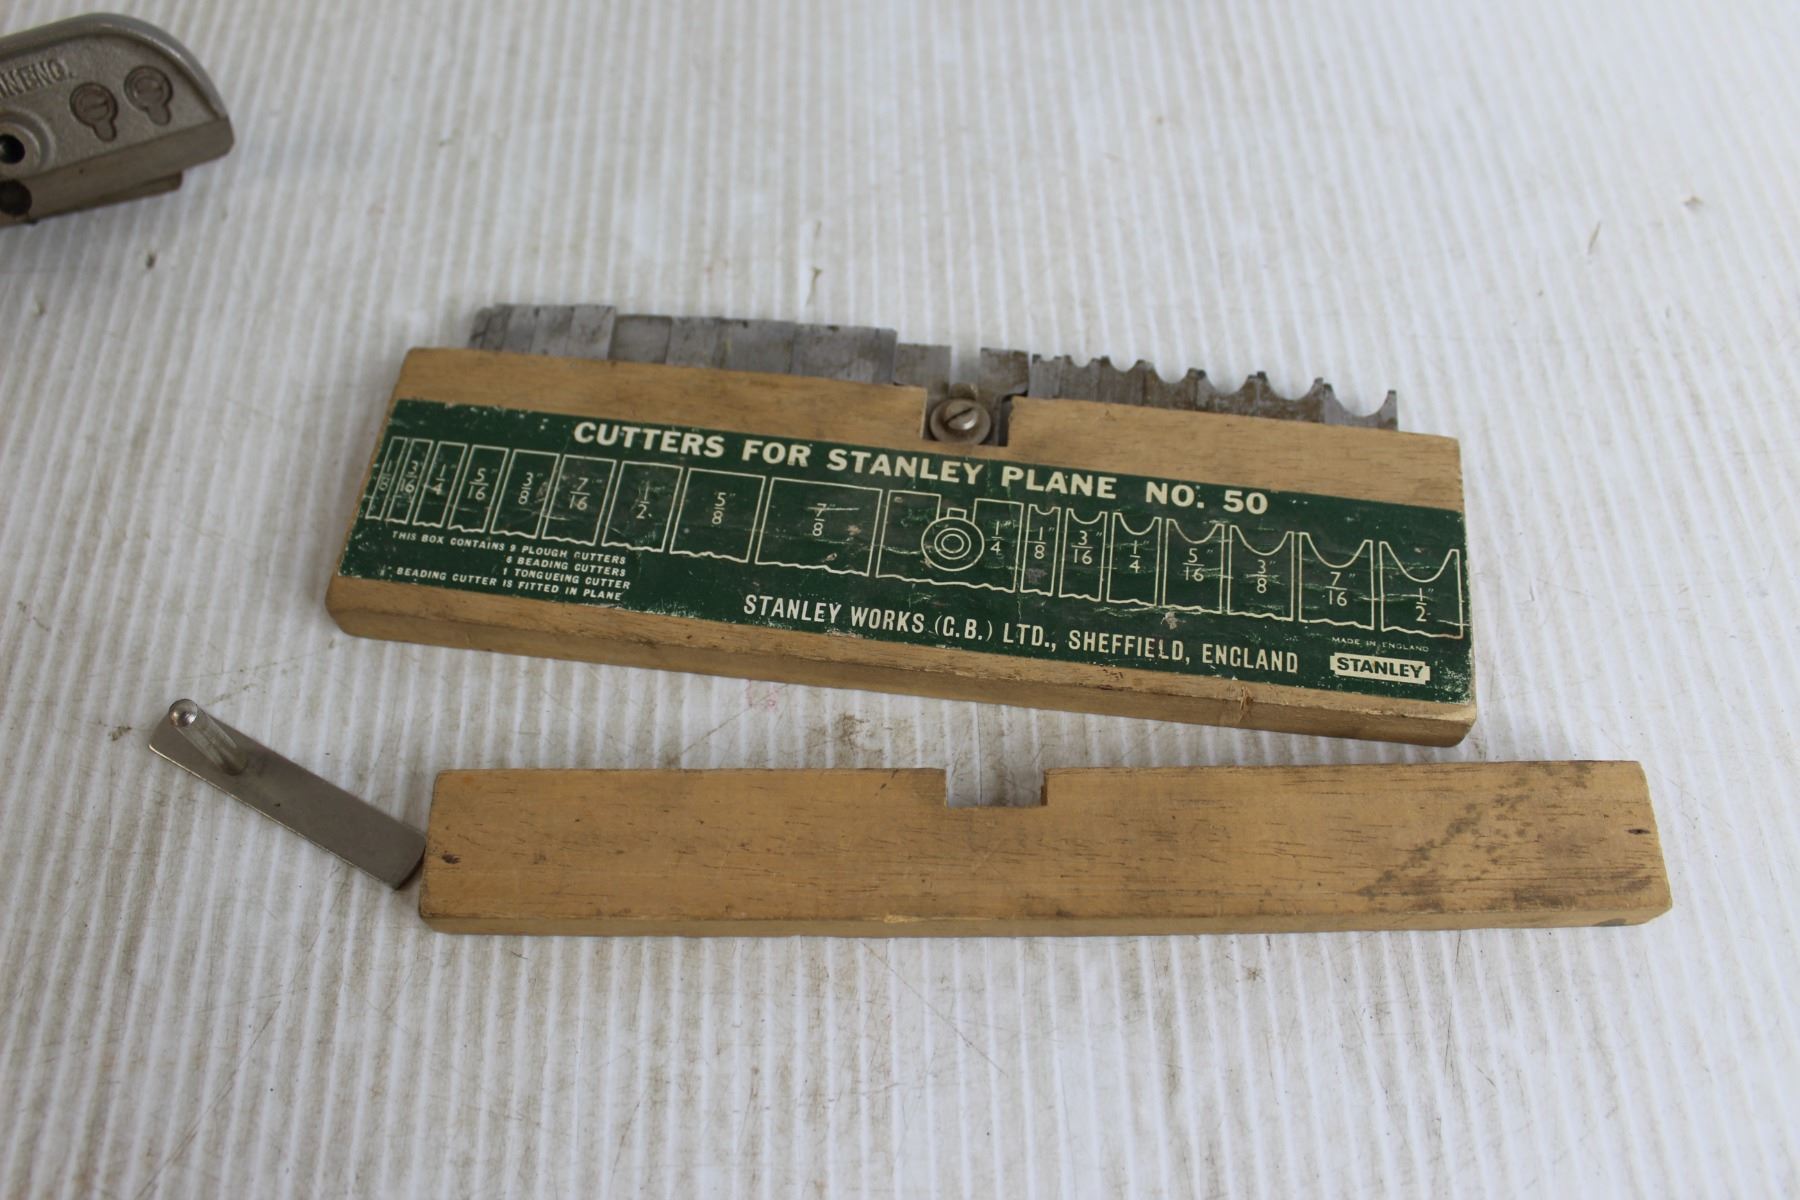 IN ENG.
CUTTERS FOR STANLEY PLANE NO. 50
1/8" 3/16" 1/4" 5/16" 3/8" 7/16" 1/2" 5/8" 7/8" 1/4" 1/8" 3/16" 1/4" 5/16" 3/8" 7/16" 1/2"
THIS BOX CONTAINS 9 PLOUGH CUTTERS
6 BEADING CUTTERS
1 TONGUEING CUTTER
BEADING CUTTER IS FITTED IN PLANE
STANLEY WORKS (G.B.) LTD., SHEFFIELD, ENGLAND
MADE IN ENGLAND
STANLEY